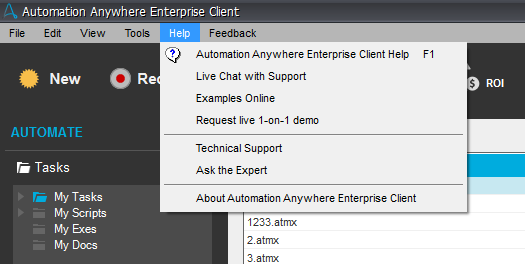 Automation Anywhere Enterprise Client
File Edit View Tools Help Feedback
Automation Anywhere Enterprise Client Help F1
Live Chat with Support
Examples Online
Request live 1-on-1 demo
Technical Support
Ask the Expert
About Automation Anywhere Enterprise Client
New
Rec
$ ROI
AUTOMATE
Tasks
My Tasks
My Scripts
My Exes
My Docs
1233.atmx
2.atmx
3.atmx